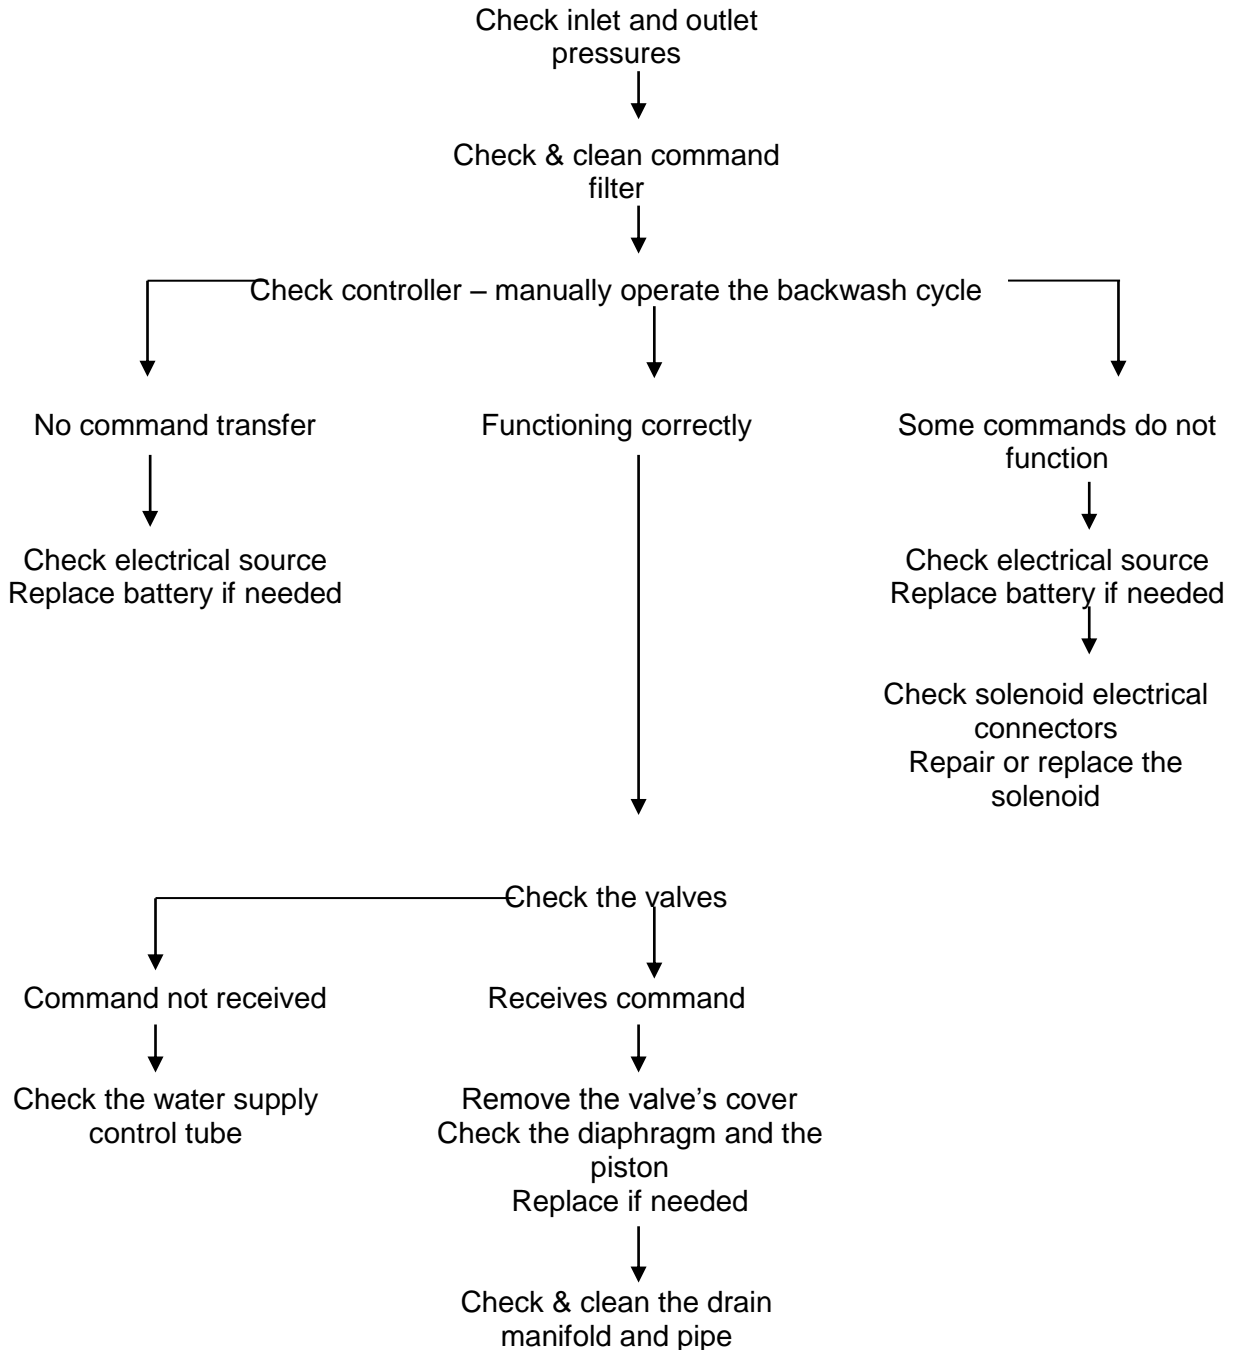 Check inlet and outlet
pressures
Check & clean command
filter
Check controller – manually operate the backwash cycle
No command transfer
Functioning correctly
Some commands do not
function
Check electrical source
Replace battery if needed
Check electrical source
Replace battery if needed
Check solenoid electrical
connectors
Repair or replace the
solenoid
Check the valves
Command not received
Receives command
Check the water supply
control tube
Remove the valve’s cover
Check the diaphragm and the
piston
Replace if needed
Check & clean the drain
manifold and pipe